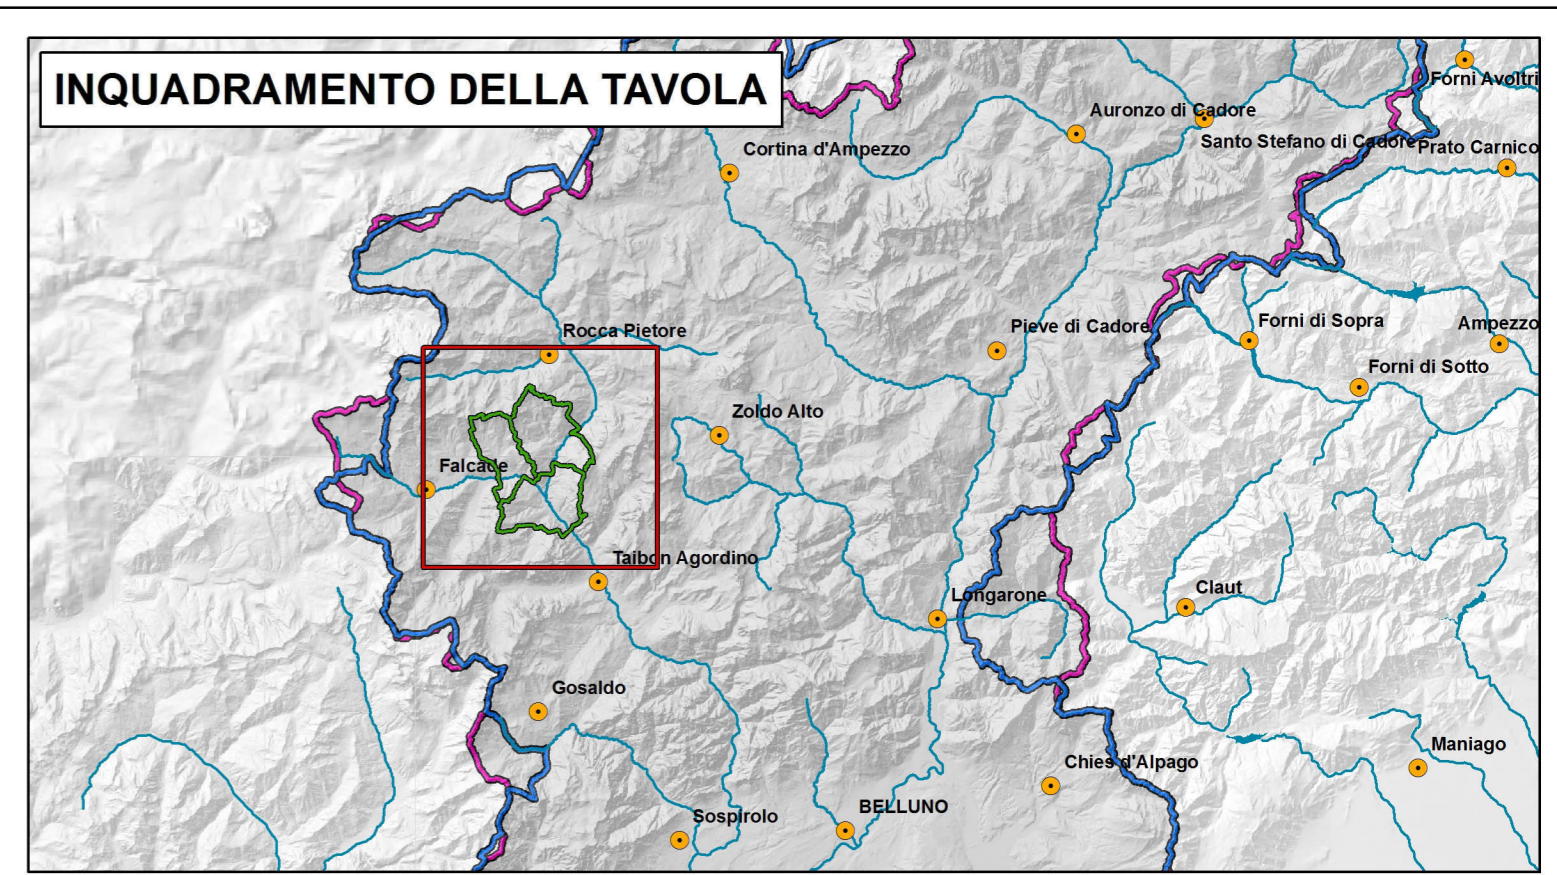 INQUADRAMENTO DELLA TAVOLA
Forni Avoltri
Auronzo di Cadore
Santo Stefano di Cadore
Prato Carnico
Cortina d'Ampezzo
Rocca Pietore
Pieve di Cadore
Forni di Sopra
Ampezzo
Forni di Sotto
Zoldo Alto
Falcade
Taibon Agordino
Longarone
Claut
Gosaldo
Maniago
Chies d'Alpago
BELLUNO
Sospirolo